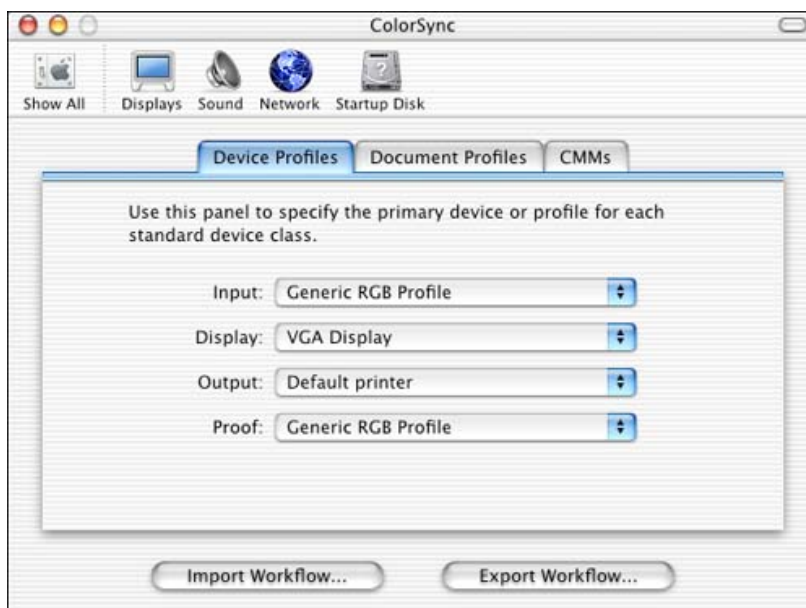 ColorSync
Show All Displays Sound Network Startup Disk
Device Profiles Document Profiles CMMs
Use this panel to specify the primary device or profile for each
standard device class.
Input: Generic RGB Profile
Display: VGA Display
Output: Default printer
Proof: Generic RGB Profile
Import Workflow... Export Workflow...